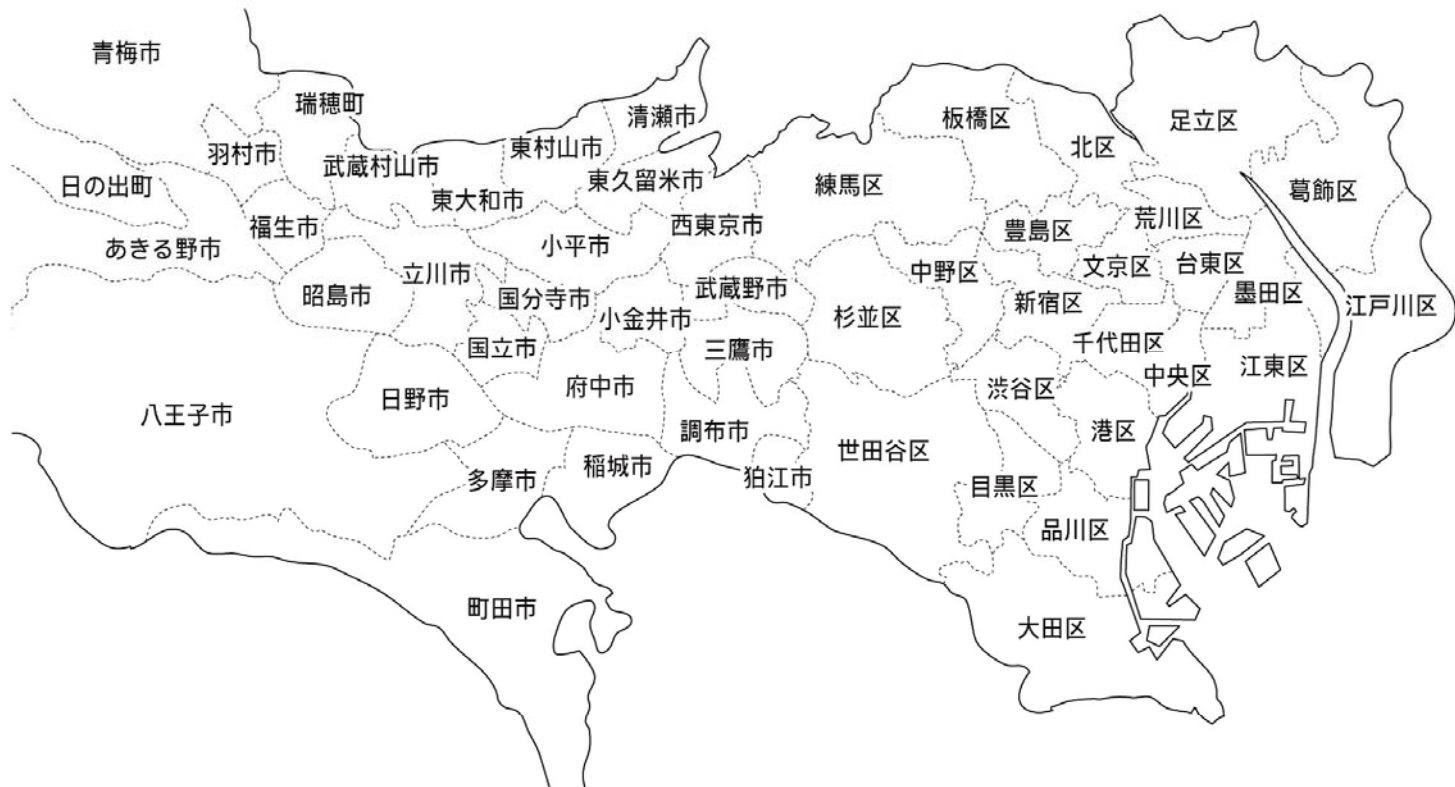 青梅市
瑞穂町
羽村市
日の出町
あきる野市
福生市
武蔵村山市
東大和市
東村山市
清瀬市
東久留米市
西東京市
小平市
立川市
昭島市
国分寺市
国立市
小金井市
武蔵野市
三鷹市
府中市
日野市
八王子市
多摩市
稲城市
調布市
狛江市
町田市
板橋区
北区
足立区
葛飾区
練馬区
豊島区
荒川区
文京区
台東区
墨田区
江戸川区
中野区
杉並区
新宿区
千代田区
中央区
江東区
渋谷区
港区
世田谷区
目黒区
品川区
大田区